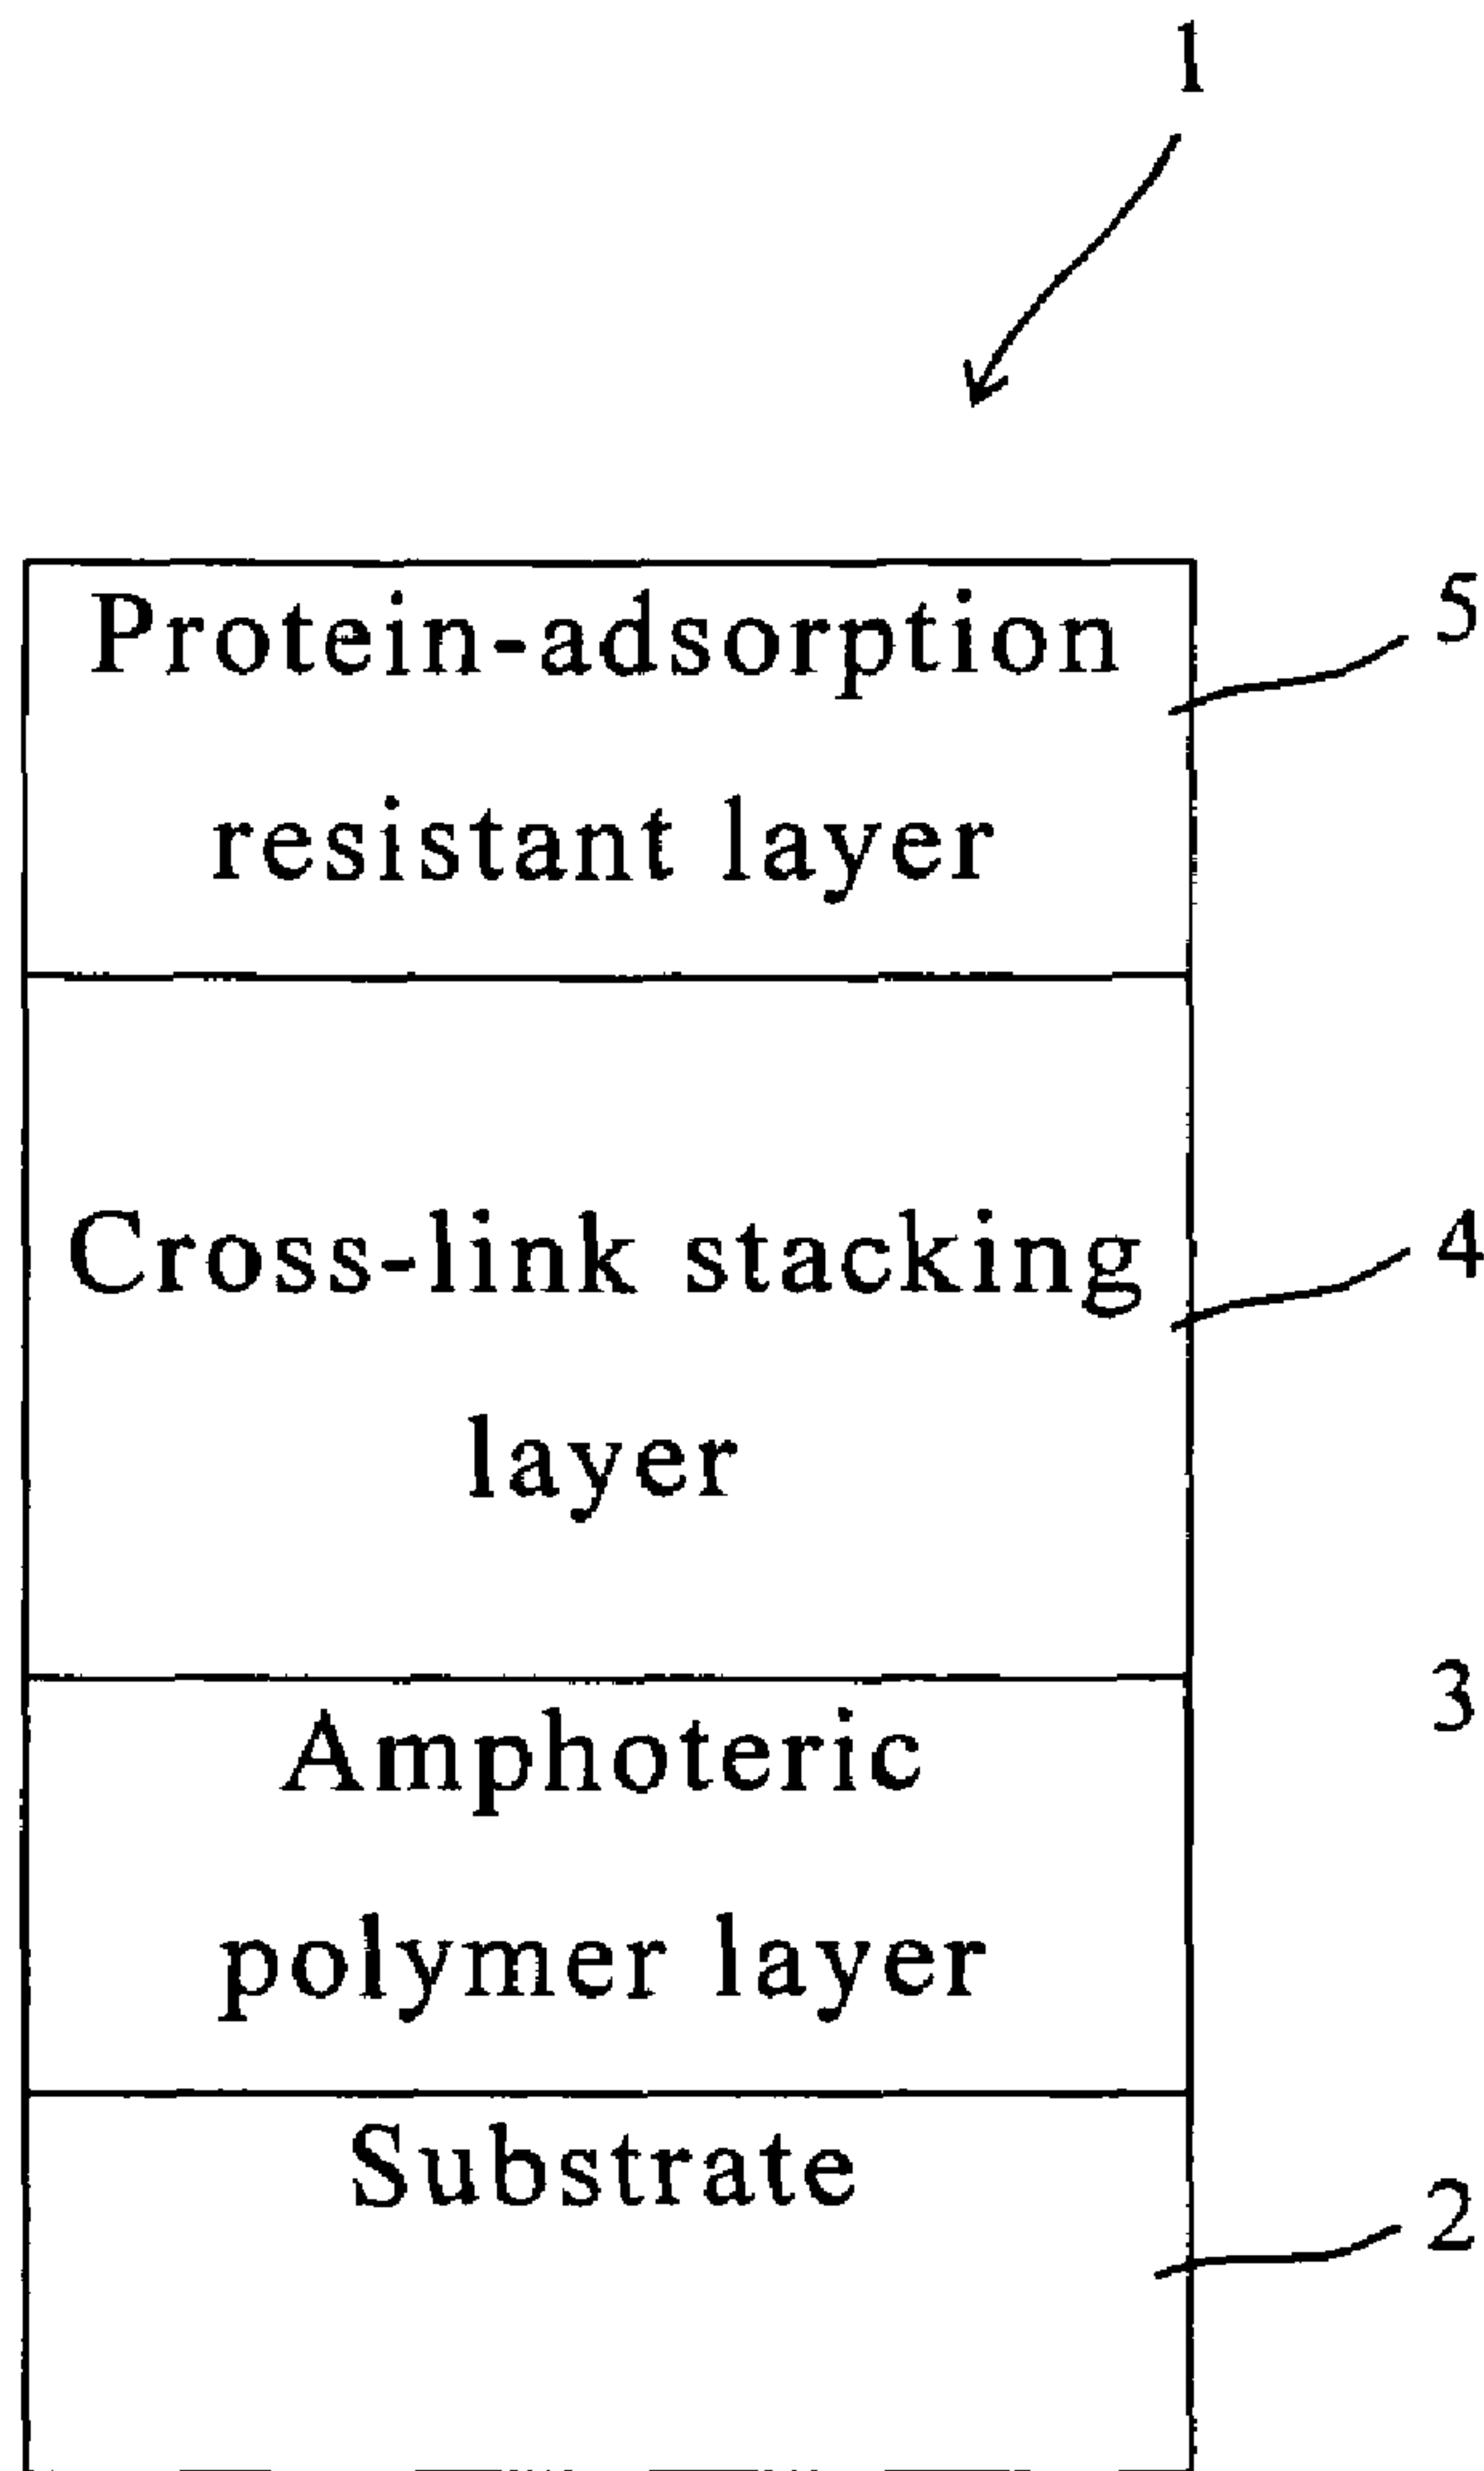 1
Protein-adsorption
resistant layer
5
Cross-link stacking
layer
4
Amphoteric
polymer layer
3
Substrate
2